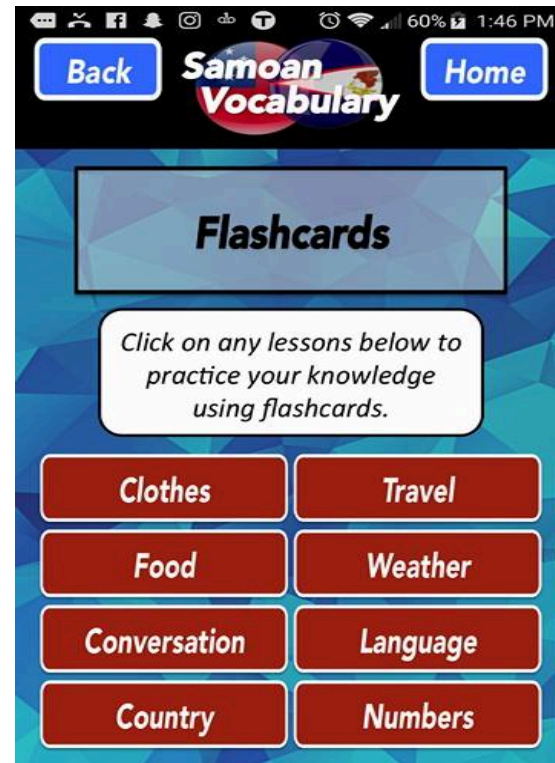 60% 1:46 PM
Back Samoan Home
Vocabulary
Flashcards
Click on any lessons below to
practice your knowledge
using flashcards.
Clothes Travel
Food Weather
Conversation Language
Country Numbers